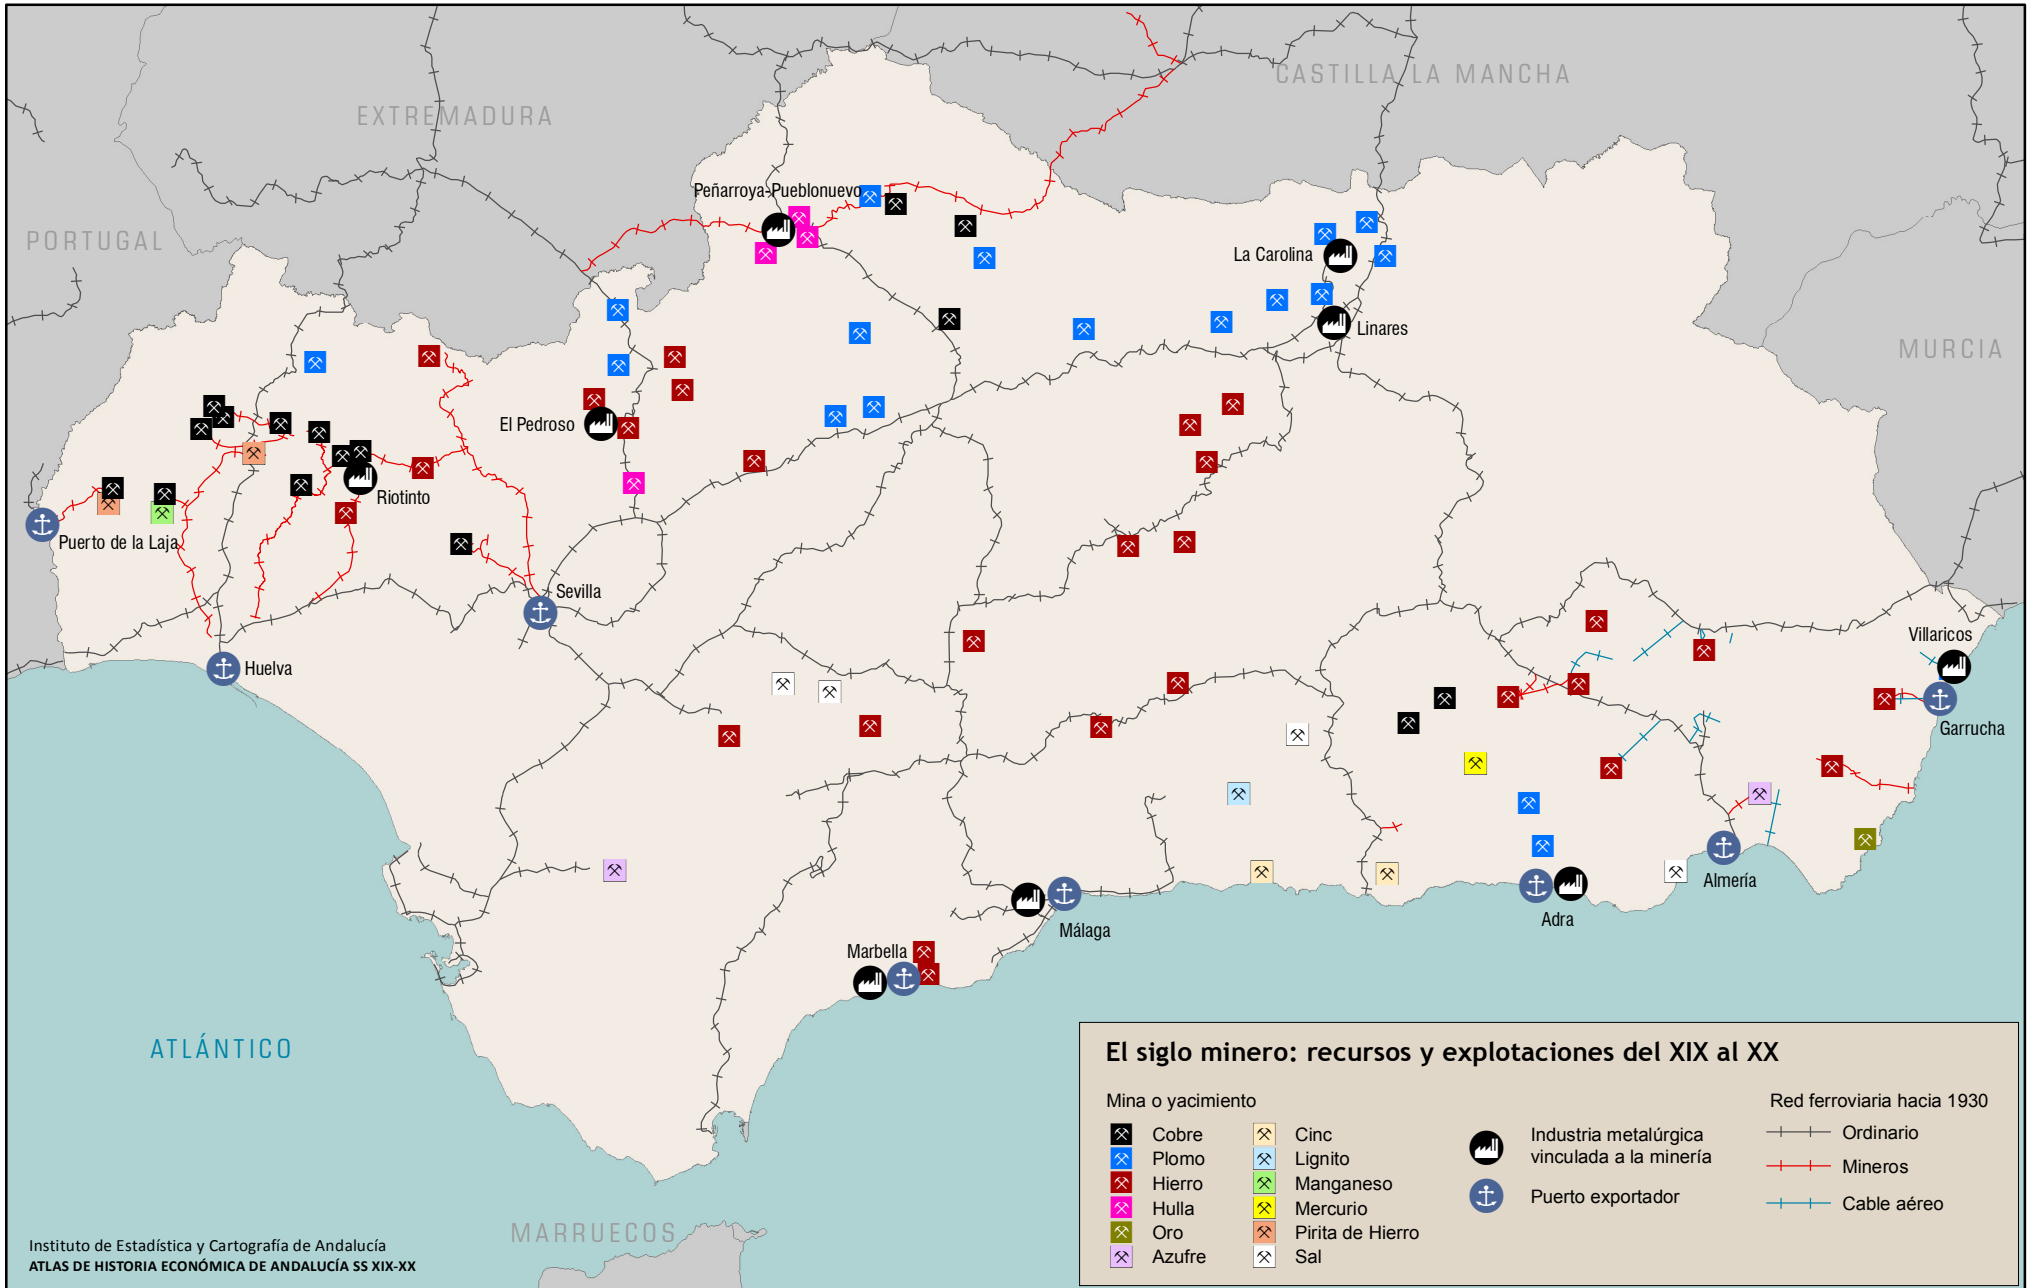 CASTILLA LA MANCHA
EXTREMADURA
PORTUGAL
MURCIA
Peñarroya-Pueblonuevo
La Carolina
Linares
El Pedroso
Riotinto
Puerto de la Laja
Sevilla
Huelva
Villaricos
Garrucha
Almería
Adra
Málaga
Marbella
ATLÁNTICO
MARRUECOS
El siglo minero: recursos y explotaciones del XIX al XX
Mina o yacimiento
Cobre
Plomo
Hierro
Hulla
Oro
Azufre
Cinc
Lignito
Manganeso
Mercurio
Pirita de Hierro
Sal
Industria metalúrgica
vinculada a la minería
Puerto exportador
Red ferroviaria hacia 1930
Ordinario
Mineros
Cable aéreo
Instituto de Estadística y Cartografía de Andalucía
ATLAS DE HISTORIA ECONÓMICA DE ANDALUCÍA SS XIX-XX